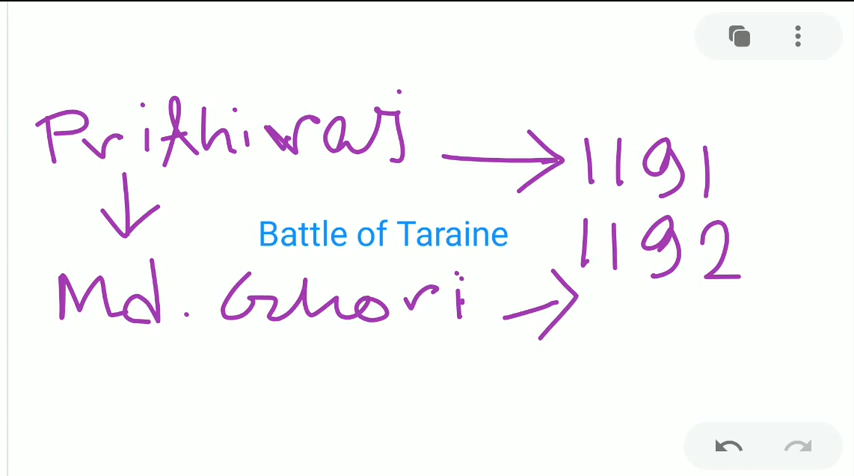 Prithiraj → 1191
Battle of Taraine 1192
Md. Ghori →